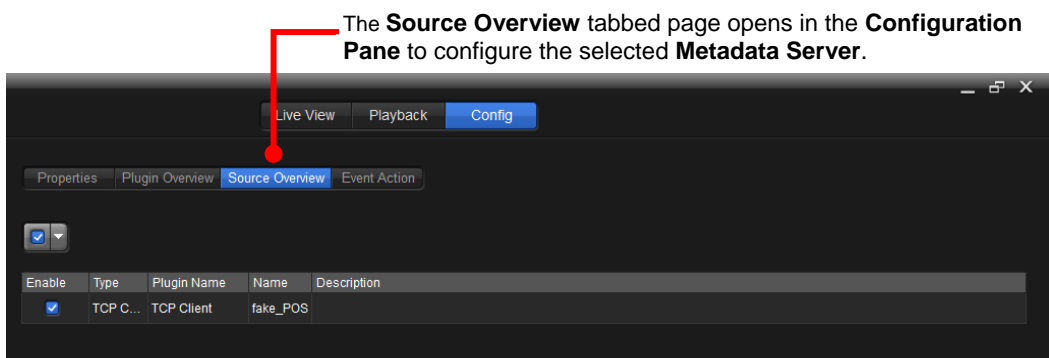 The Source Overview tabbed page opens in the Configuration
Pane to configure the selected Metadata Server.
Live View Playback Config
Properties Plugin Overview Source Overview Event Action
Enable Type Plugin Name Name Description
TCP C... TCP Client fake_POS